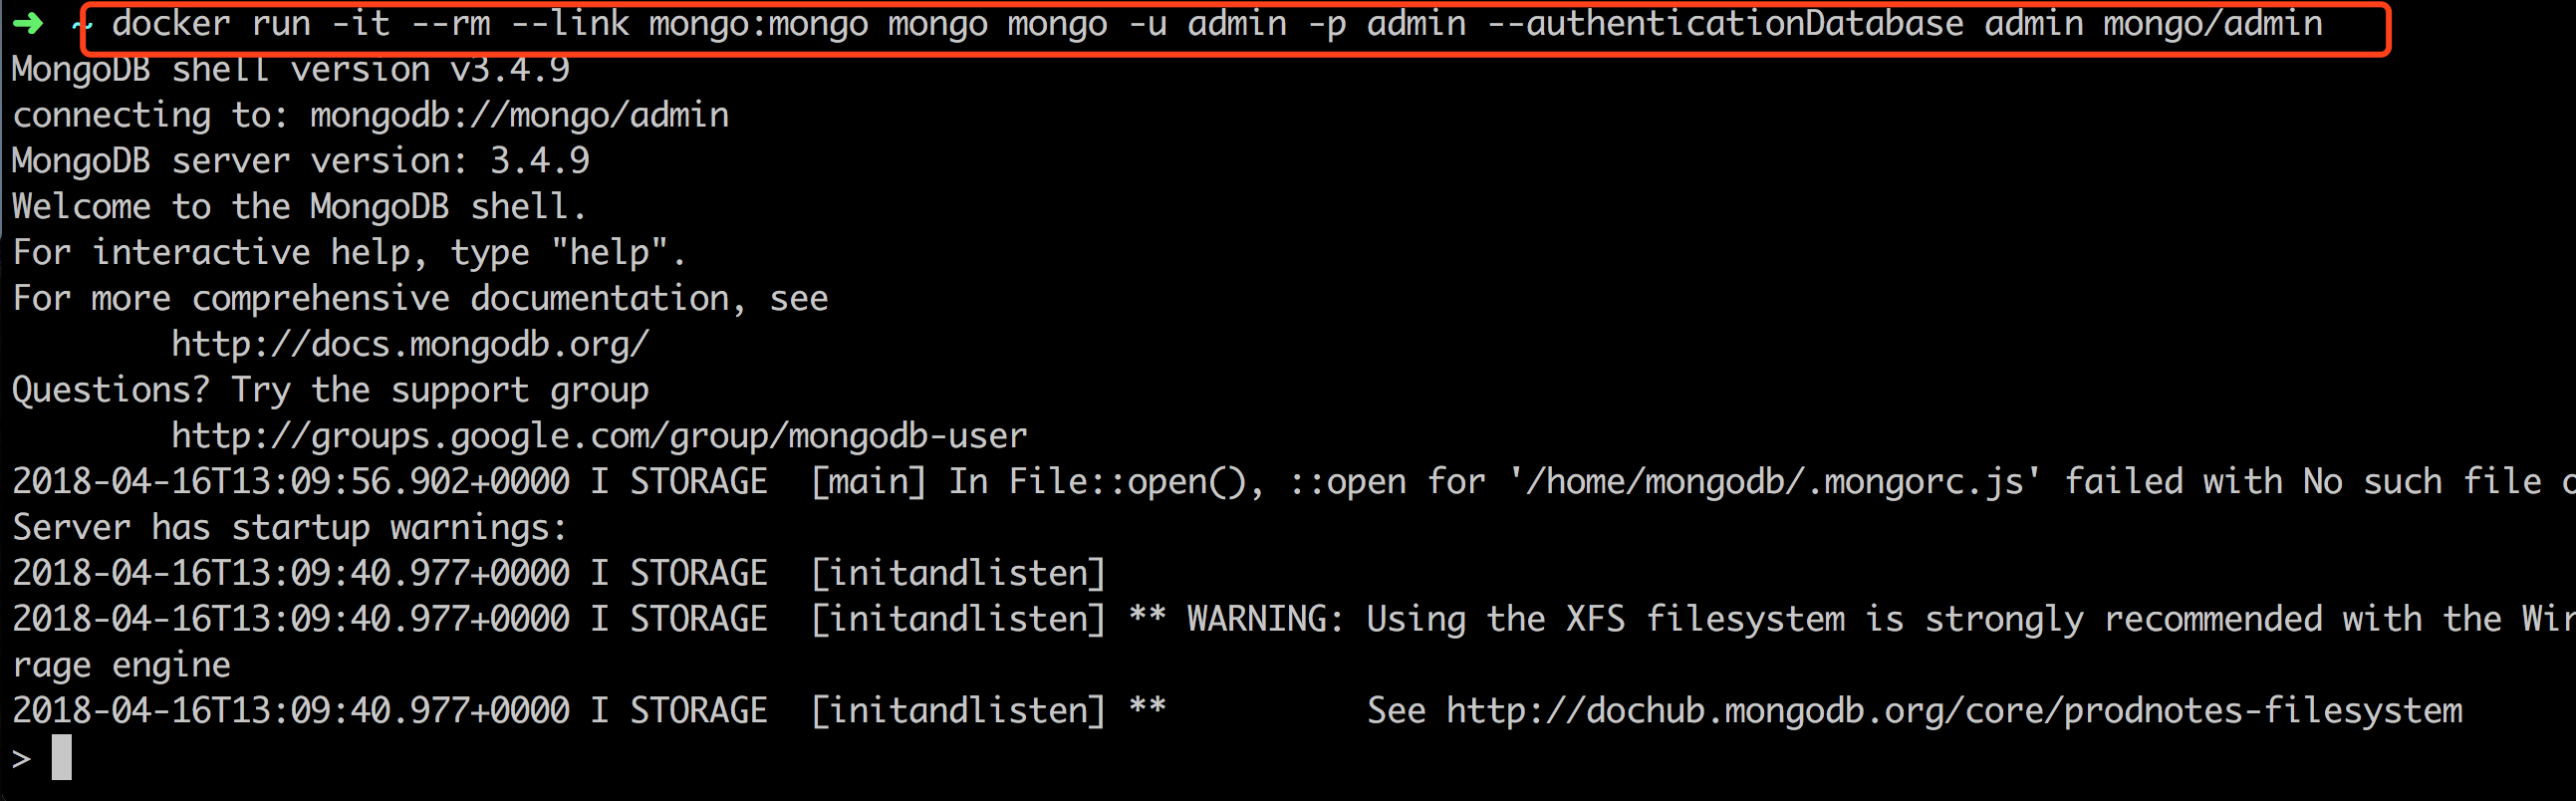 ➜ ~ docker run -it --rm --link mongo:mongo mongo mongo -u admin -p admin --authenticationDatabase admin mongo/admin
MongoDB shell version v3.4.9
connecting to: mongodb://mongo/admin
MongoDB server version: 3.4.9
Welcome to the MongoDB shell.
For interactive help, type "help".
For more comprehensive documentation, see
        http://docs.mongodb.org/
Questions? Try the support group
        http://groups.google.com/group/mongodb-user
2018-04-16T13:09:56.902+0000 I STORAGE  [main] In File::open(), ::open for '/home/mongodb/.mongorc.js' failed with No such file
Server has startup warnings:
2018-04-16T13:09:40.977+0000 I STORAGE  [initandlisten]
2018-04-16T13:09:40.977+0000 I STORAGE  [initandlisten] ** WARNING: Using the XFS filesystem is strongly recommended with the
rage engine
2018-04-16T13:09:40.977+0000 I STORAGE  [initandlisten] **          See http://dochub.mongodb.org/core/prodnotes-filesystem
>